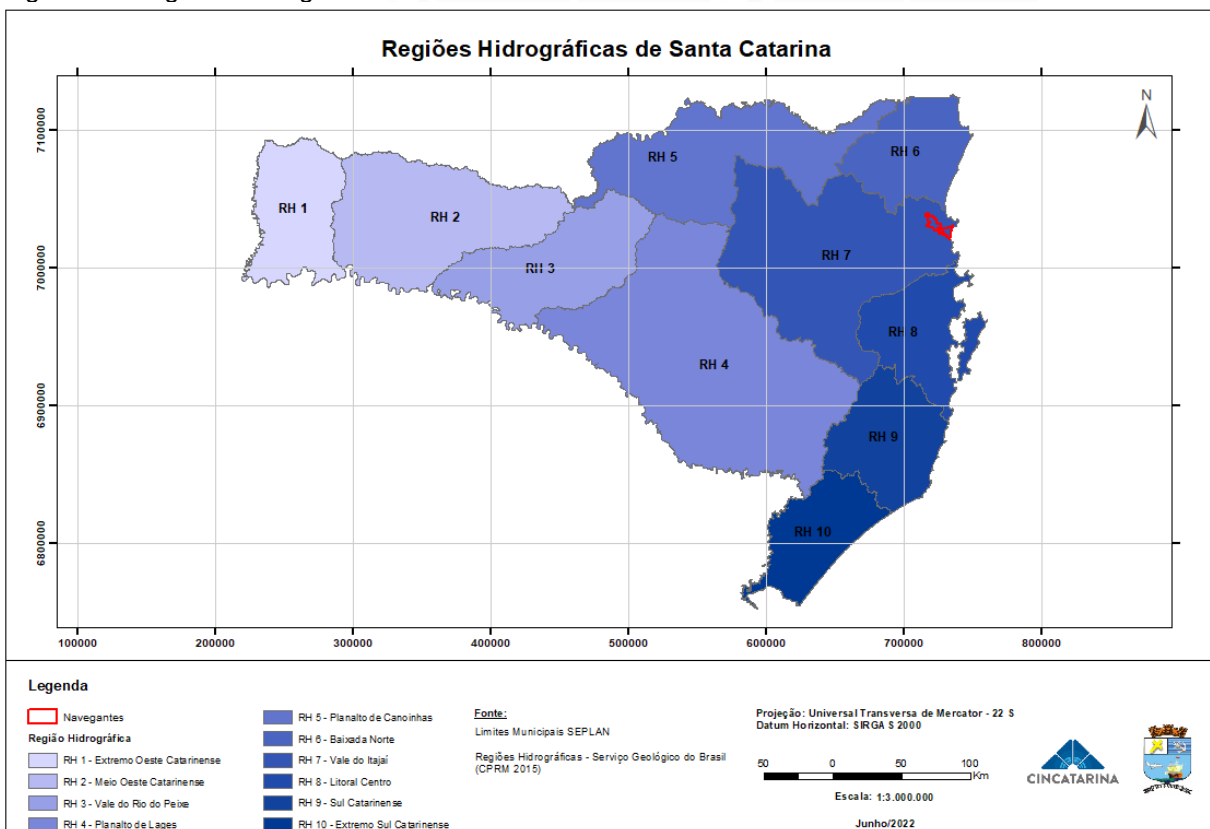 Regiões Hidrográficas de Santa Catarina
N
7100000
7000000
6900000
6800000
RH 1
RH 2
RH 3
RH 4
RH 5
RH 6
RH 7
RH 8
RH 9
RH 10
100000 200000 300000 400000 500000 600000 700000 800000
Legenda
Navegantes
Região Hidrográfica
RH 1 - Extremo Oeste Catarinense
RH 2 - Meio Oeste Catarinense
RH 3 - Vale do Rio do Peixe
RH 4 - Planalto de Lages
RH 5 - Planalto de Canoinhas
RH 6 - Baixada Norte
RH 7 - Vale do Itajaí
RH 8 - Litoral Centro
RH 9 - Sul Catarinense
RH 10 - Extremo Sul Catarinense
Fonte:
Limites Municipais SEPLAN
Regiões Hidrográficas - Serviço Geológico do Brasil
(CPRM 2015)
Projeção: Universal Transversa de Mercator - 22 S
Datum Horizontal: SIRGA S 2000
50 0 50 100
Km
Escala: 1:3.000.000
Junho/2022
CINCATARINA